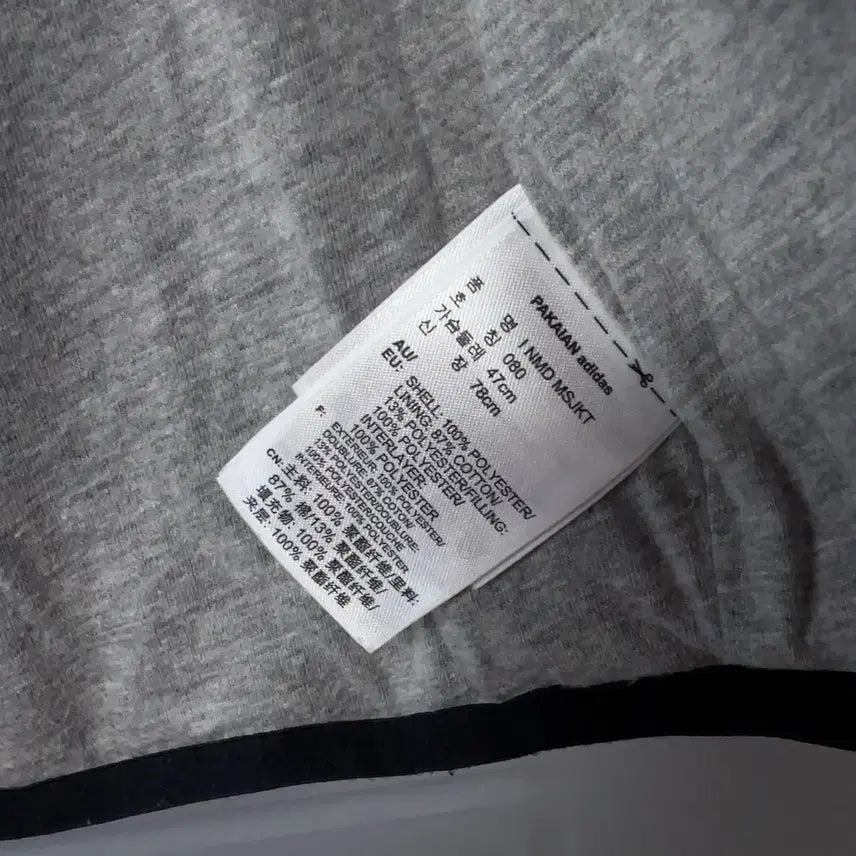 PAKAIAN adidas
품 명 I NMD MSJKT
호 칭 080
가슴둘레 47cm
신 장 78cm
AU/
EU: SHELL: 100% POLYESTER/
LINING: 87% COTTON/
13% POLYESTER/FILLING:
100% POLYESTER/
INTERLAYER:
100% POLYESTER
F: EXTERIEUR: 100% POLYESTER/
DOUBLURE: 87% COTON/
13% POLYESTER/DOUBLURE:
100% POLYESTER/COUCHE
INTERIEURE: 100% POLYESTER
CN: 主料: 100% 聚酯纤维/里料:
87% 棉/13% 聚酯纤维/
填充物: 100% 聚酯纤维/
夹层: 100% 聚酯纤维